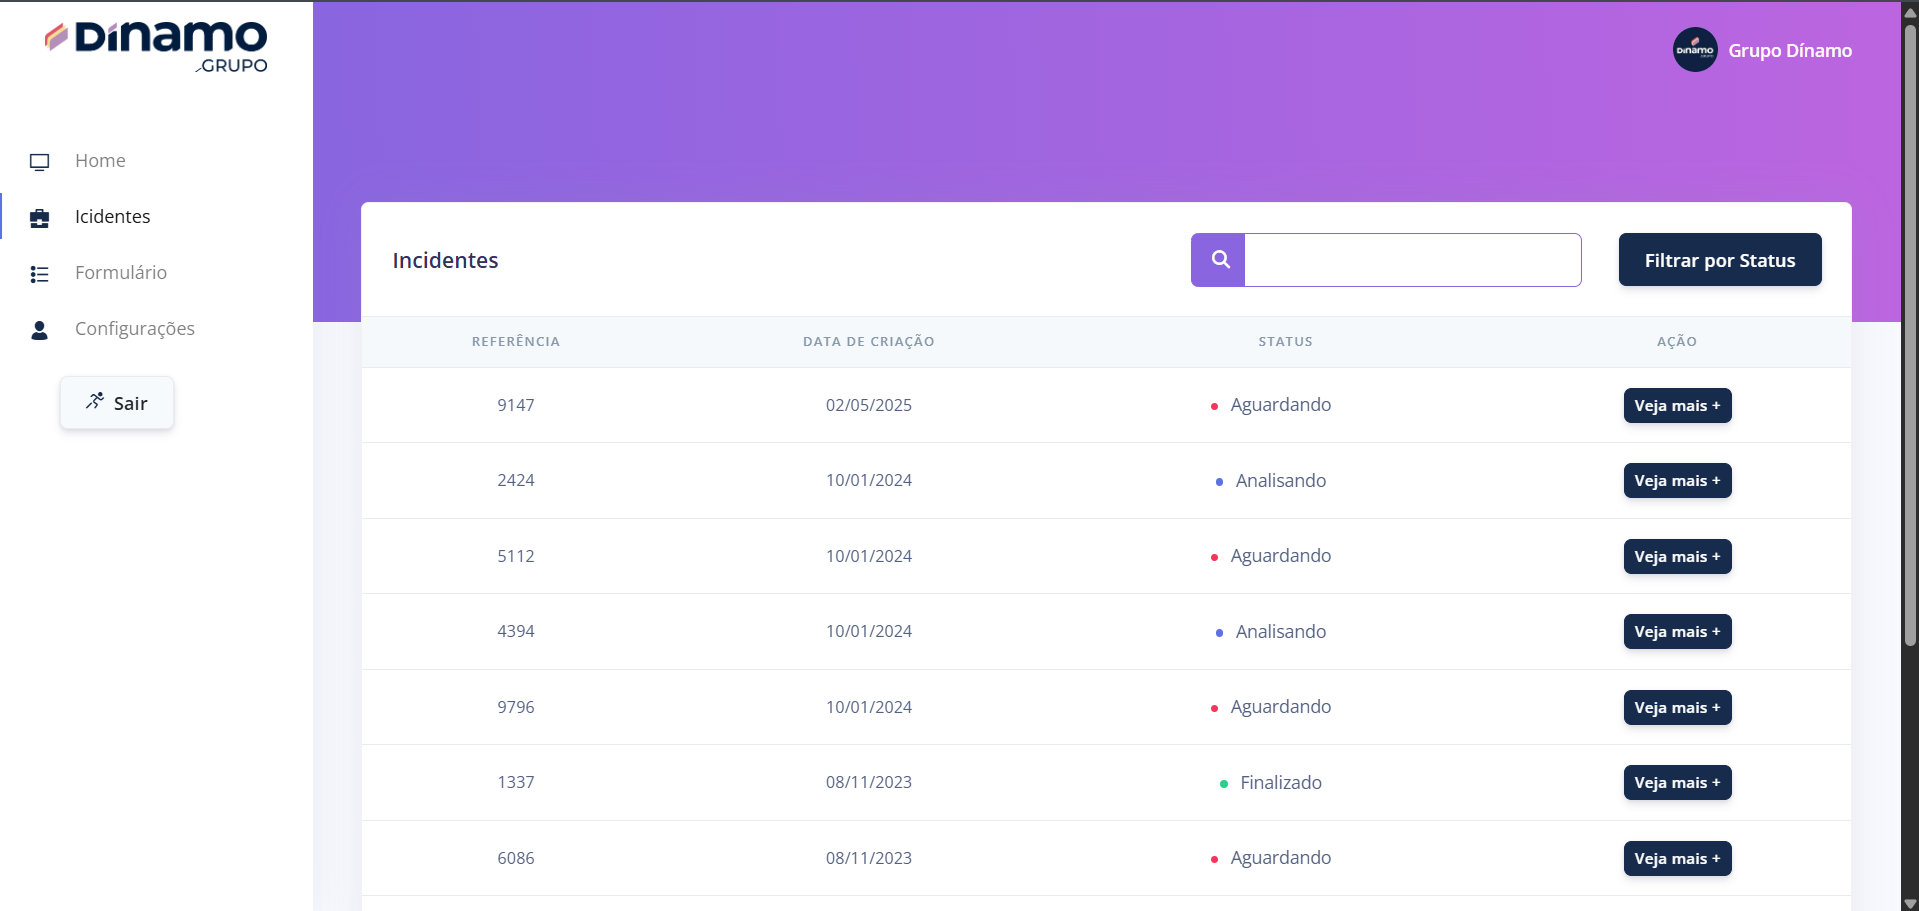 Dínamo
GRUPO
Dínamo
Grupo Dínamo
Home
Icidentes
Formulário
Configurações
Sair
Incidentes
Filtrar por Status
REFERÊNCIA DATA DE CRIAÇÃO STATUS AÇÃO
9147 02/05/2025 Aguardando Veja mais +
2424 10/01/2024 Analisando Veja mais +
5112 10/01/2024 Aguardando Veja mais +
4394 10/01/2024 Analisando Veja mais +
9796 10/01/2024 Aguardando Veja mais +
1337 08/11/2023 Finalizado Veja mais +
6086 08/11/2023 Aguardando Veja mais +